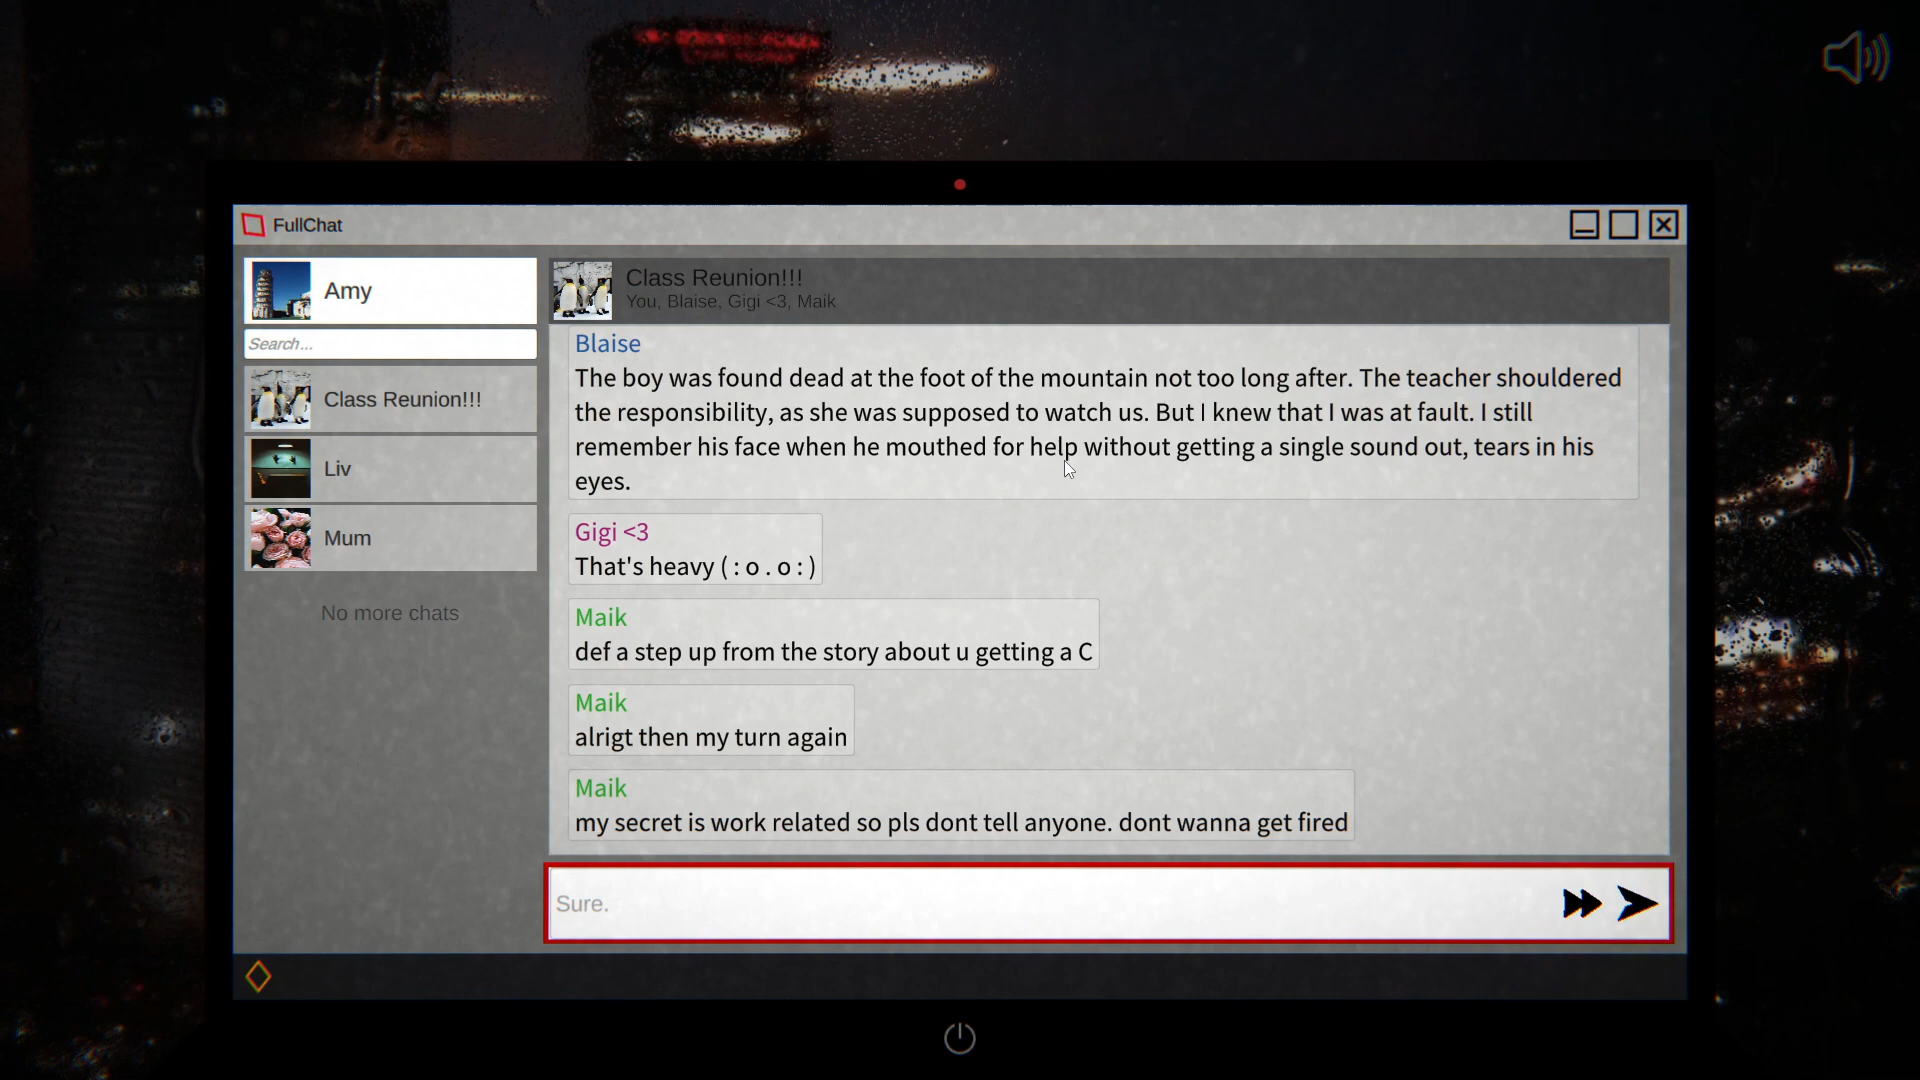 FullChat
Amy
Search...
Class Reunion!!!
Liv
Mum
No more chats
Class Reunion!!!
You, Blaise, Gigi <3, Maik
Blaise
The boy was found dead at the foot of the mountain not too long after. The teacher shouldered
the responsibility, as she was supposed to watch us. But I knew that I was at fault. I still
remember his face when he mouthed for help without getting a single sound out, tears in his
eyes.
Gigi <3
That's heavy ( : o . o : )
Maik
def a step up from the story about u getting a C
Maik
alrigt then my turn again
Maik
my secret is work related so pls dont tell anyone. dont wanna get fired
Sure.